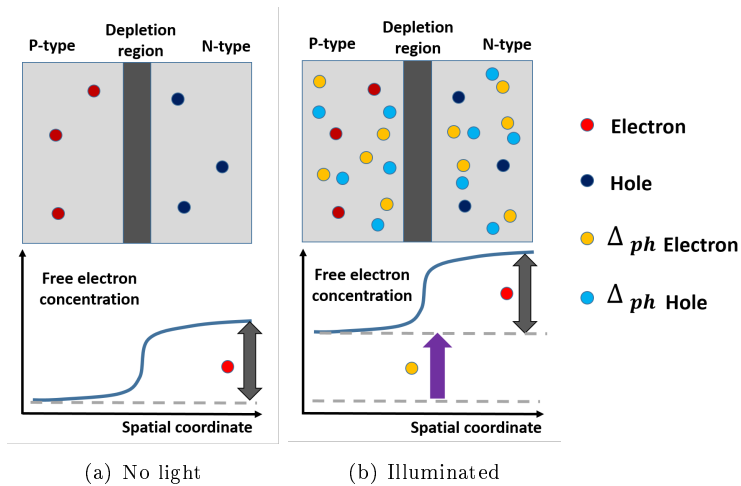 P-type
Depletion
region
N-type
Free electron
concentration
Spatial coordinate
(a) No light
P-type
Depletion
region
N-type
Free electron
concentration
Spatial coordinate
(b) Illuminated
Electron
Hole
Δ ph Electron
Δ ph Hole